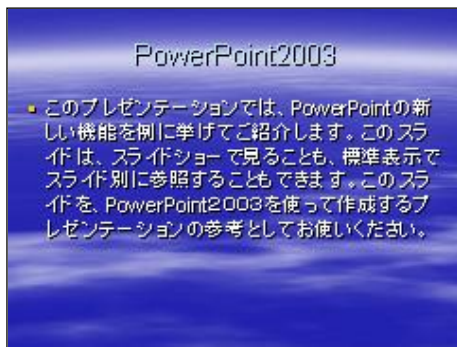 PowerPoint2003
このプレゼンテーションでは、PowerPointの新
しい機能を例に挙げてご紹介します。このスラ
イドは、スライドショーで見ることも、標準表示で
スライド別に参照することもできます。このスラ
イドを、PowerPoint2003を使って作成するプ
レゼンテーションの参考としてお使いください。